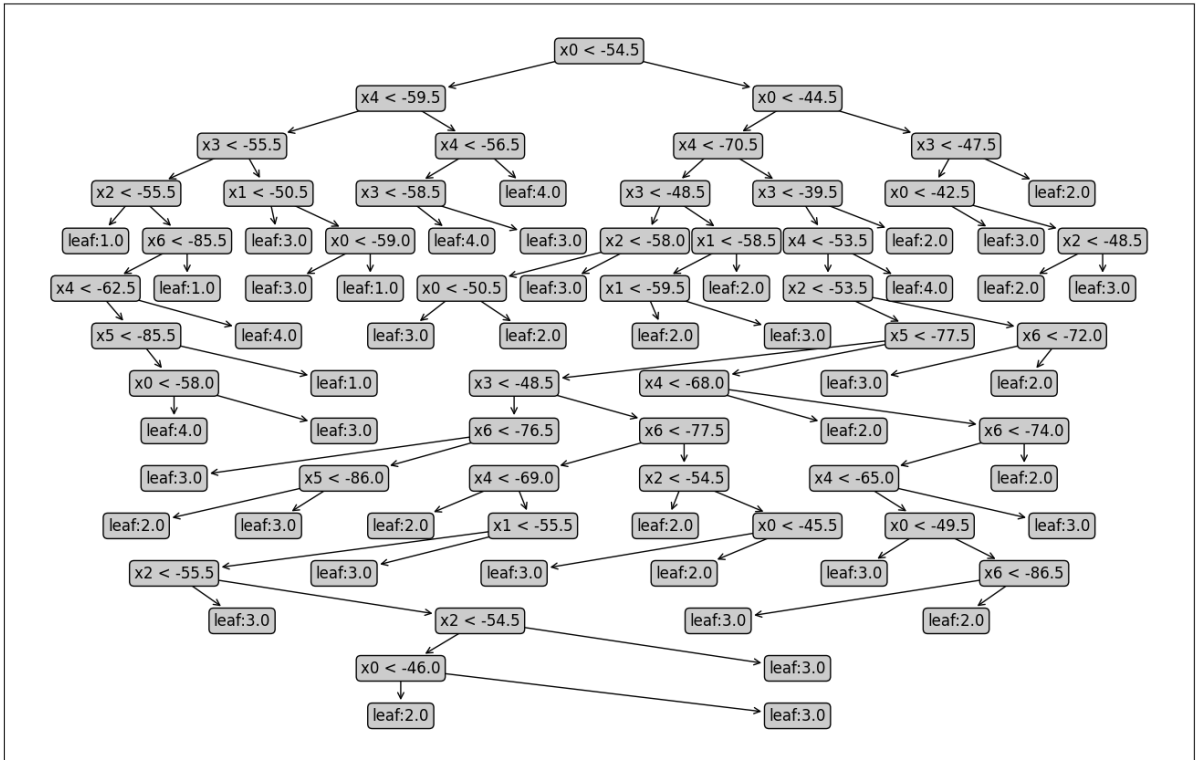 x0 < -54.5
x4 < -59.5 x0 < -44.5
x3 < -55.5 x4 < -56.5 x4 < -70.5 x3 < -47.5
x2 < -55.5 x1 < -50.5 x3 < -58.5 leaf:4.0 x3 < -48.5 x3 < -39.5 x0 < -42.5 leaf:2.0
leaf:1.0 x6 < -85.5 leaf:3.0 x0 < -59.0 leaf:4.0 leaf:3.0 x2 < -58.0 x1 < -58.5 x4 < -53.5 leaf:2.0 leaf:3.0 x2 < -48.5
x4 < -62.5 leaf:1.0 leaf:3.0 leaf:1.0 x0 < -50.5 leaf:3.0 x1 < -59.5 leaf:2.0 x2 < -53.5 leaf:4.0 leaf:2.0 leaf:3.0
x5 < -85.5 leaf:4.0 leaf:3.0 leaf:2.0 leaf:2.0 leaf:3.0 x5 < -77.5 x6 < -72.0
x0 < -58.0 leaf:1.0 x3 < -48.5 x4 < -68.0 leaf:3.0 leaf:2.0
leaf:4.0 leaf:3.0 x6 < -76.5 x6 < -77.5 leaf:2.0 x6 < -74.0
leaf:3.0 x5 < -86.0 x4 < -69.0 x2 < -54.5 x4 < -65.0 leaf:2.0
leaf:2.0 leaf:3.0 leaf:2.0 x1 < -55.5 leaf:2.0 x0 < -45.5 x0 < -49.5 leaf:3.0
x2 < -55.5 leaf:3.0 leaf:3.0 leaf:2.0 leaf:3.0 x6 < -86.5
leaf:3.0 x2 < -54.5 leaf:3.0 leaf:2.0
x0 < -46.0 leaf:3.0
leaf:2.0 leaf:3.0